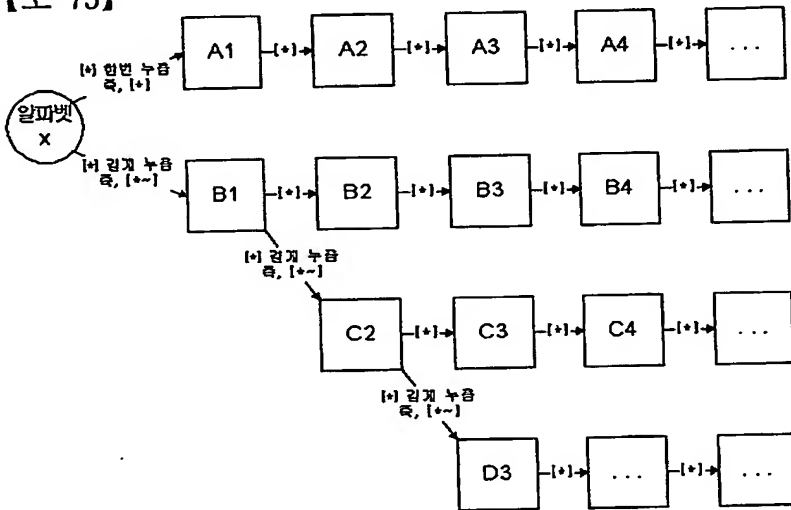 【도 75】
A1 [*] A2 [*] A3 [*] A4 [*] ...
[*] 한번 누름
즉, [*]
알파벳
X
[*] 길게 누름
즉, [*~]
B1 [*] B2 [*] B3 [*] B4 [*] ...
[*] 길게 누름
즉, [*~]
C2 [*] C3 [*] C4 [*] ...
[*] 길게 누름
즉, [*~]
D3 [*] ... [*] ...